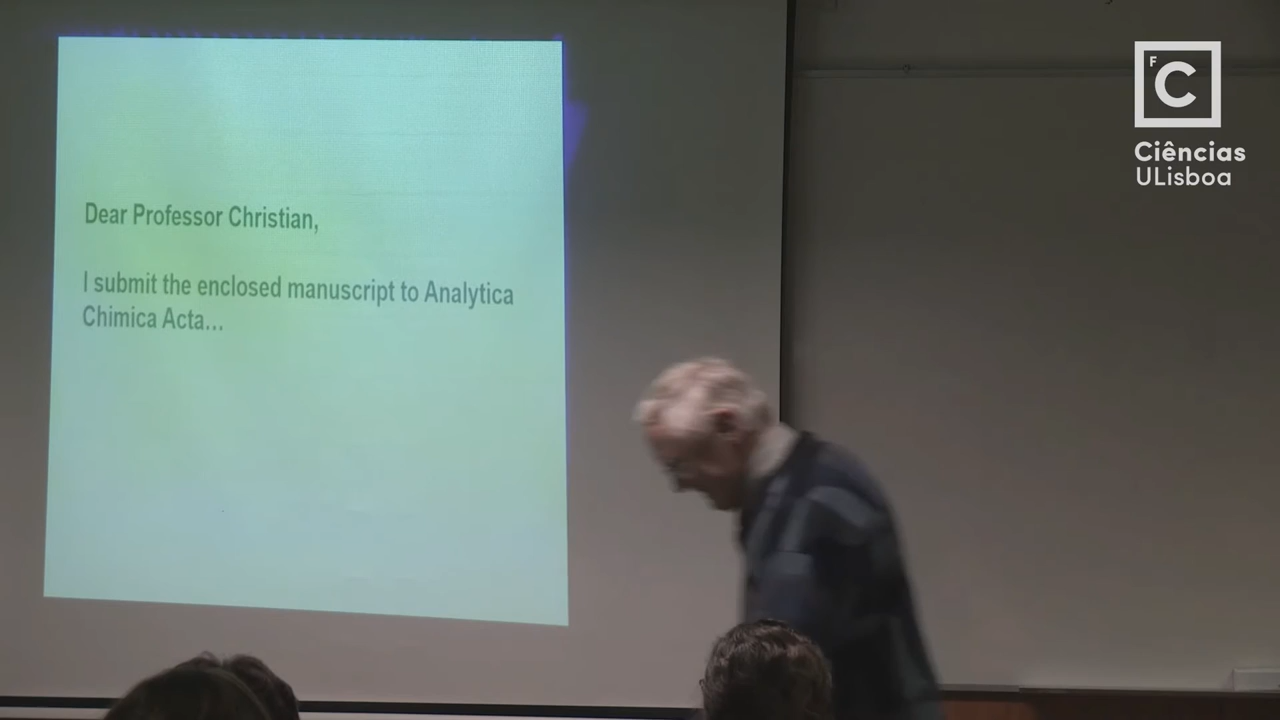 Dear Professor Christian,
I submit the enclosed manuscript to Analytica
Chimica Acta...
F
C
Ciências
ULisboa